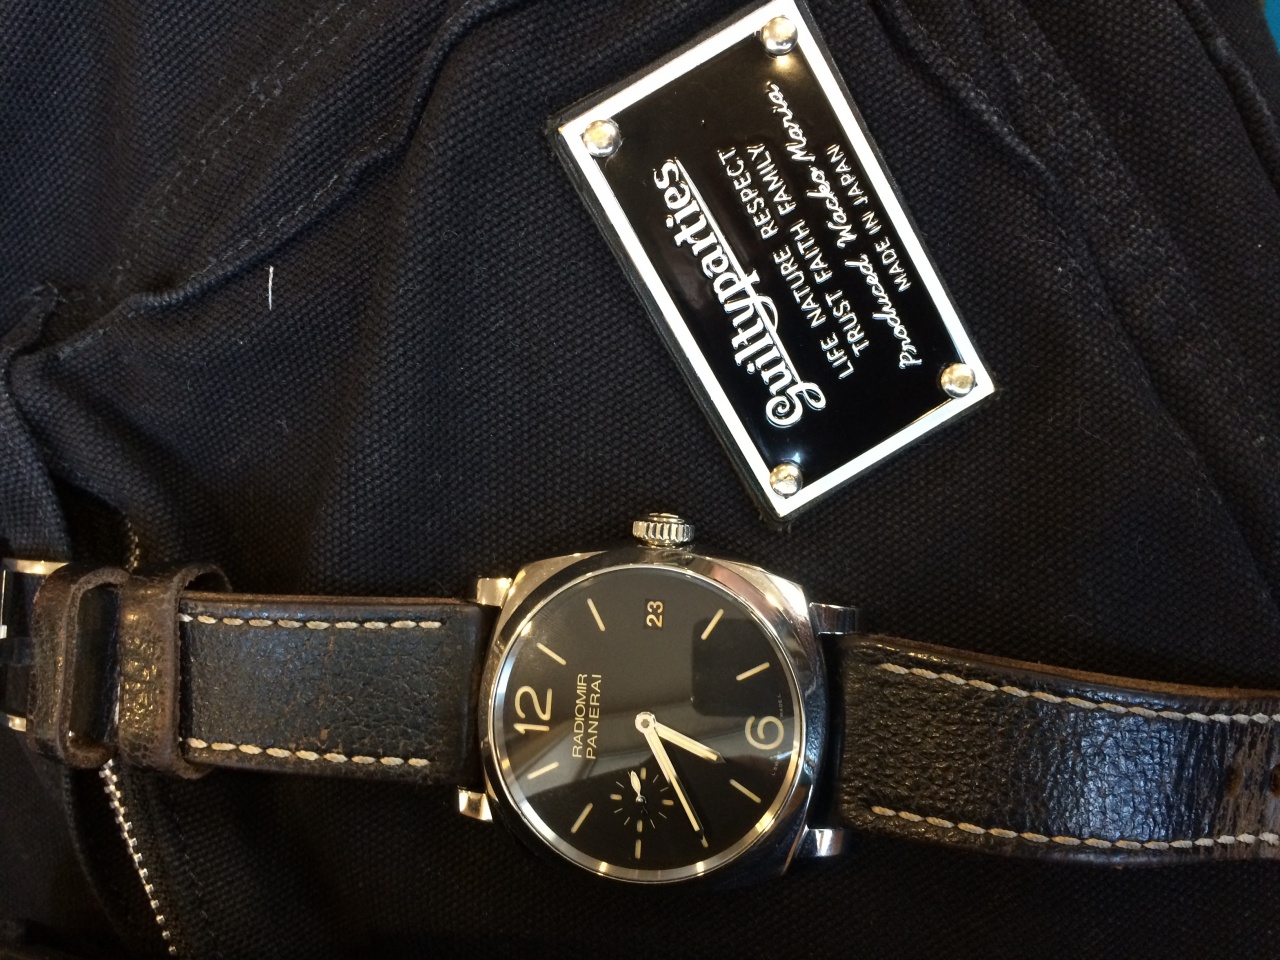 Guiltyparties
LIFE NATURE RESPECT
TRUST FAITH FAMILY
Produced Wacko Maria.
MADE IN JAPAN
12
RADIOMIR
PANERAI
23
6